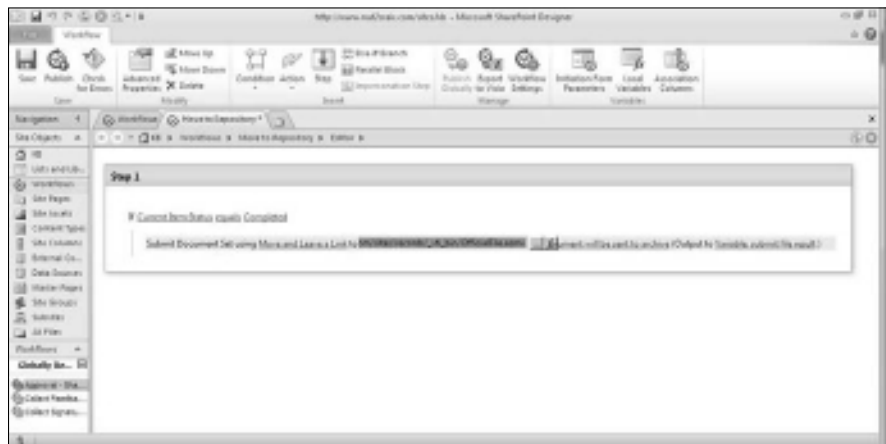 Microsoft SharePoint Designer
Workflow
Save
Publish
Check for Errors
Advanced Properties
Move Up
Move Down
Delete
Condition
Action
Step
Else-If Branch
Parallel Block
Impersonation Step
Publish Globally
Export to Visio
Workflow Settings
Initiation Form Parameters
Local Variables
Association Columns
Save
Modify
Insert
Manage
Variables
Navigation
Workflows
Move to Repository *
Site Objects
Workflows
Move to Repository
Editor
Lists and Lib...
Workflows
Site Pages
Site Assets
Content Types
Site Columns
External Co...
Data Sources
Master Pages
Site Groups
Subsites
All Files
Workflows
Globally Re...
Approval - Sha...
Collect Feedba...
Collect Signatu...
Step 1
If Current Item:Status equals Completed
Submit Document Set using Move and Leave a Link to
will be sent to archive (Output to Variable: submit file result)